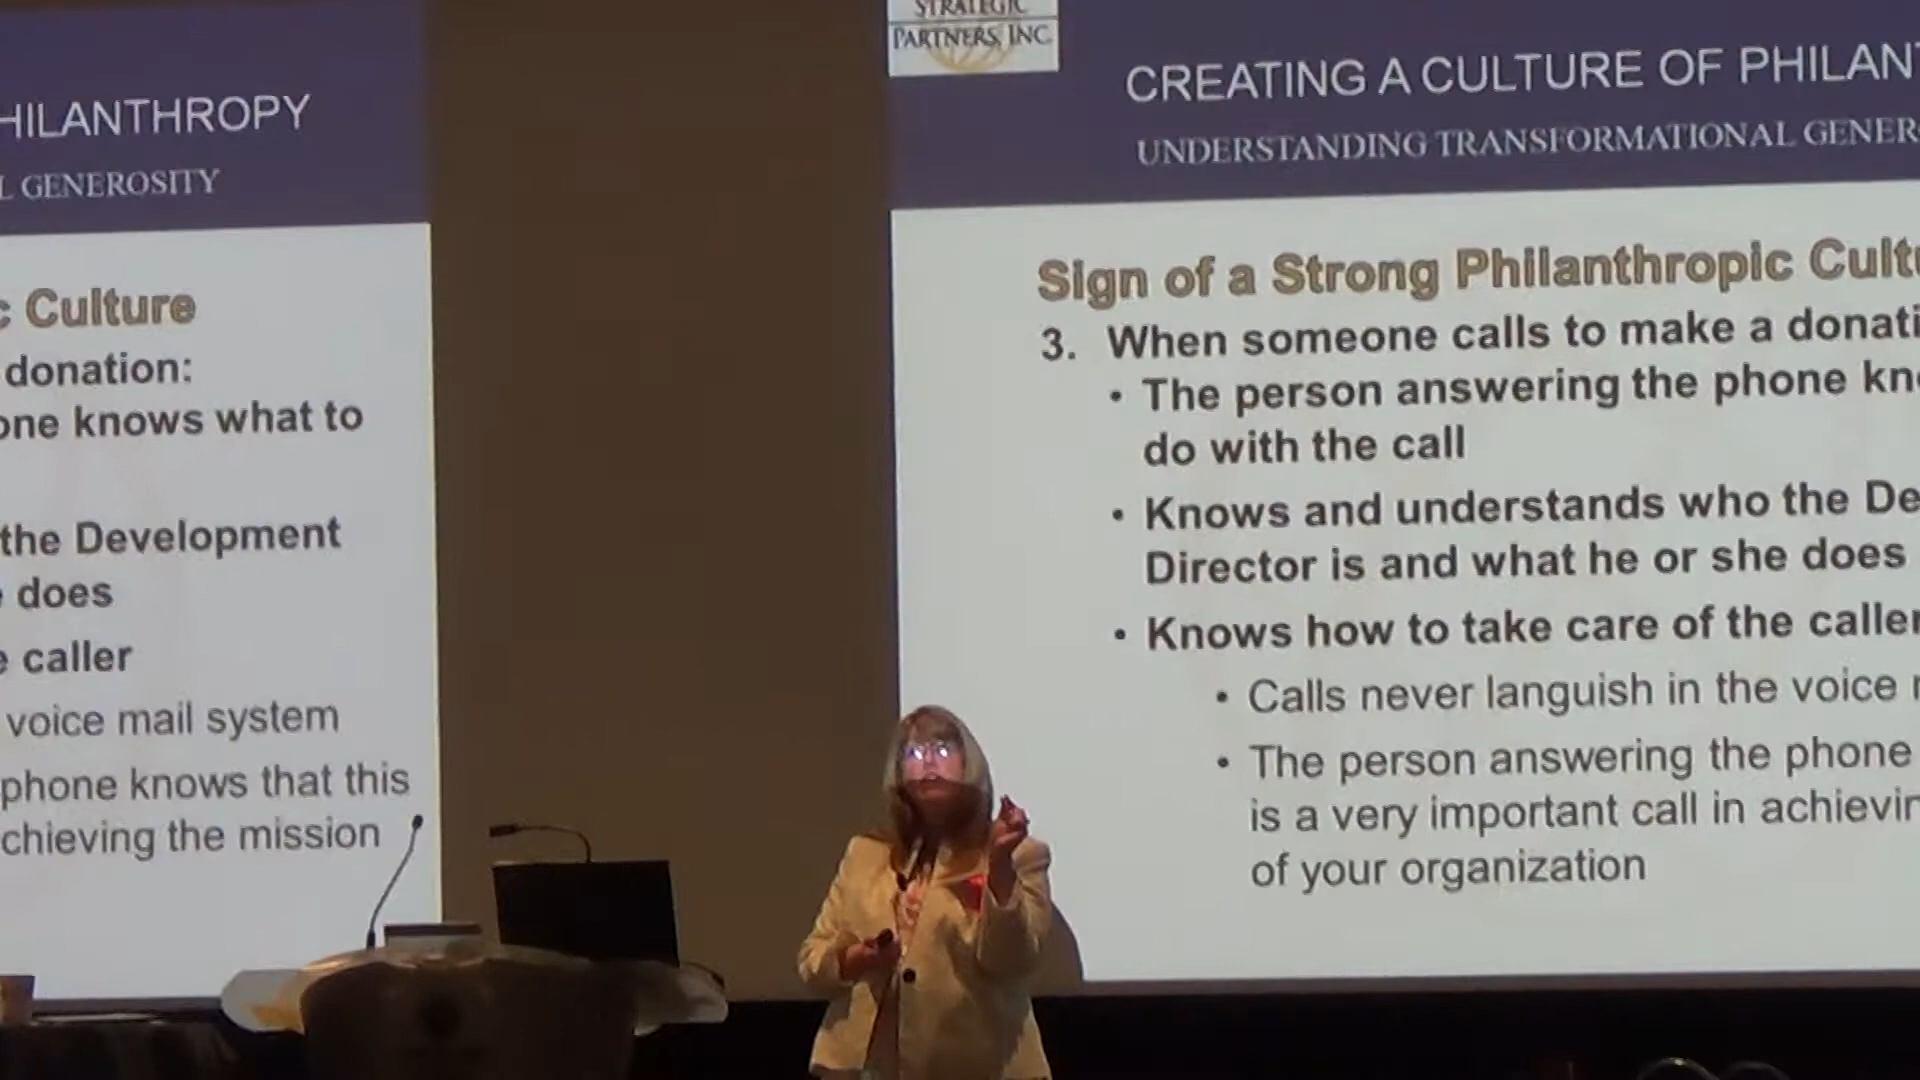 HILANTHROPY
L GENEROSITY
c Culture
donation:
one knows what to
the Development
does
e caller
voice mail system
phone knows that this
chieving the mission
STRATEGIC
PARTNERS, INC.
CREATING A CULTURE OF PHILANT
UNDERSTANDING TRANSFORMATIONAL GENER
Sign of a Strong Philanthropic Cultu
3. When someone calls to make a donati
• The person answering the phone kno
do with the call
• Knows and understands who the De
Director is and what he or she does
• Knows how to take care of the caller
• Calls never languish in the voice
• The person answering the phone
is a very important call in achievin
of your organization